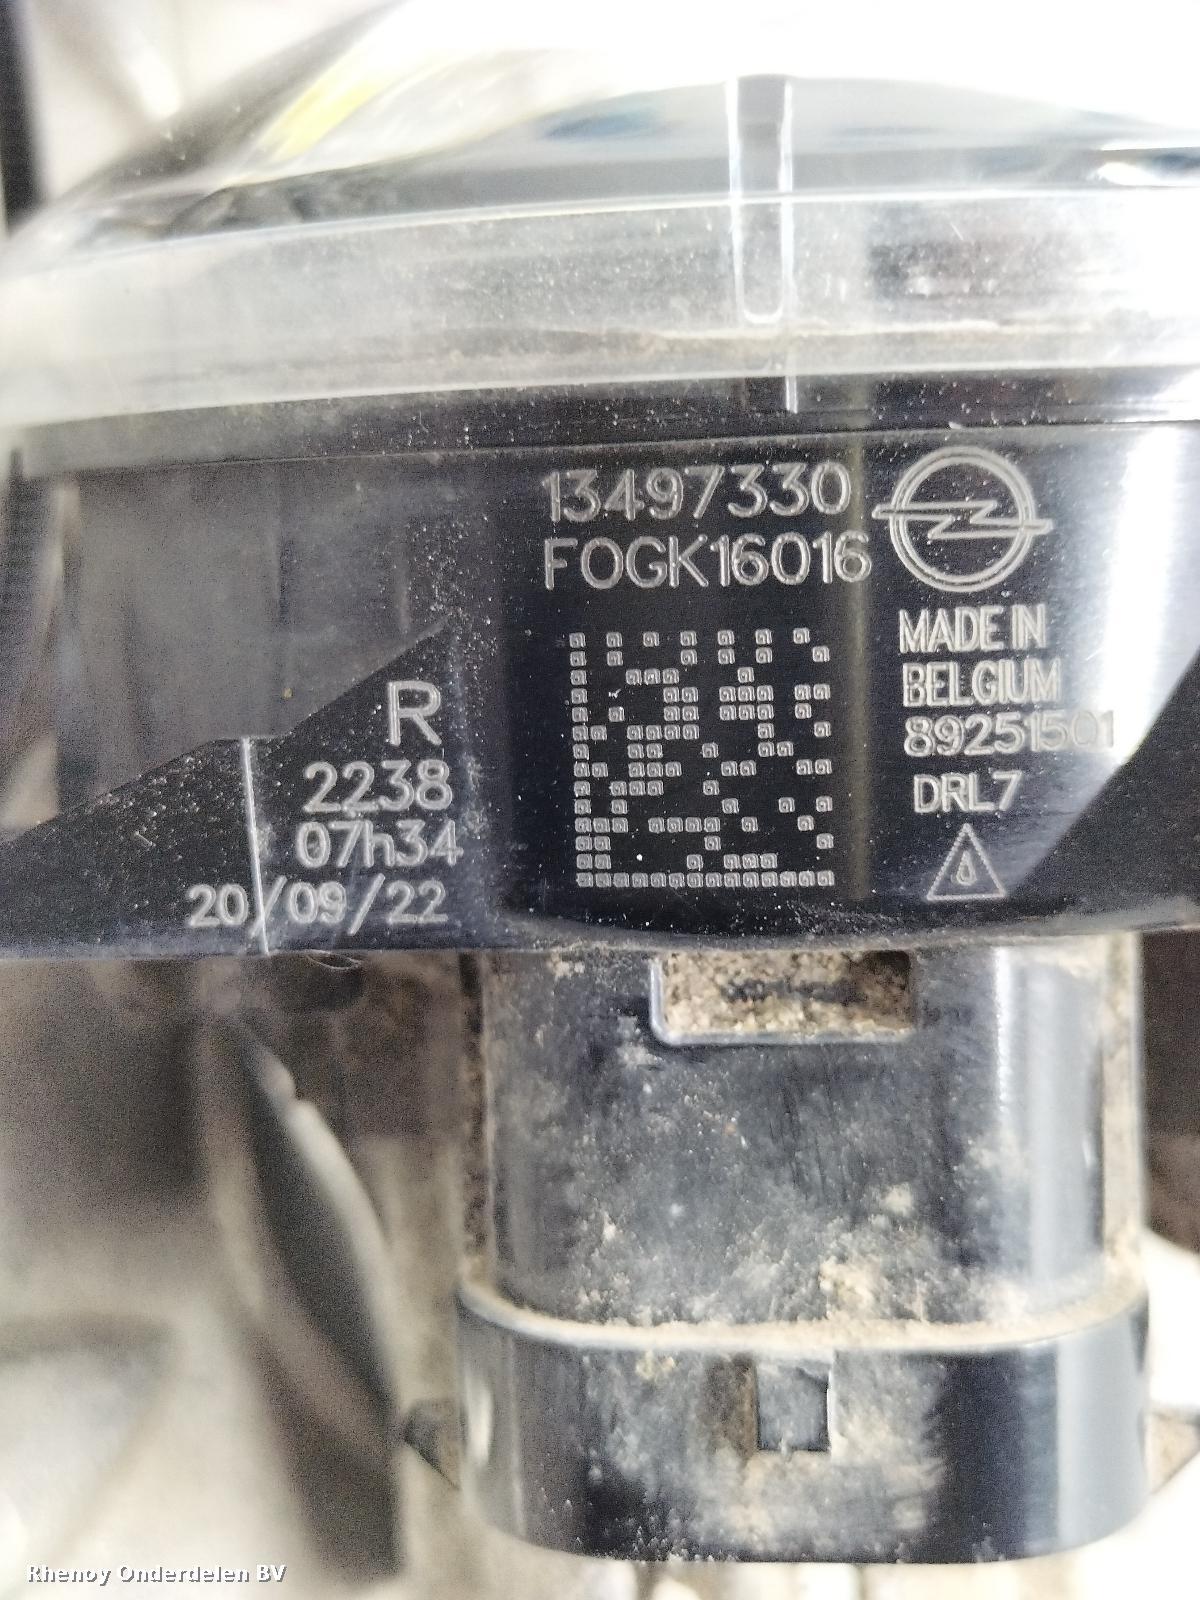 13497330
FOGK16016
MADE IN
BELGIUM
89251501
DRL7
R
2238
07h34
20/09/22
Rhenoy Onderdelen BV